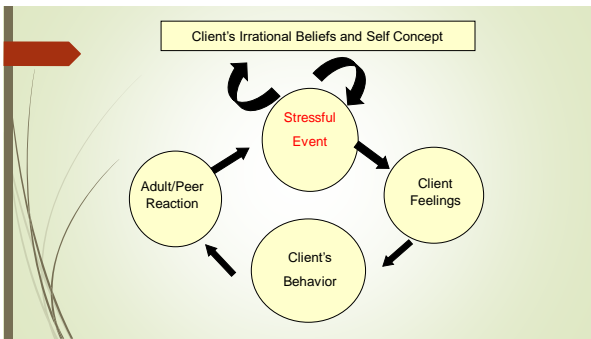 Client's Irrational Beliefs and Self Concept
Stressful
Event
Client
Feelings
Client's
Behavior
Adult/Peer
Reaction